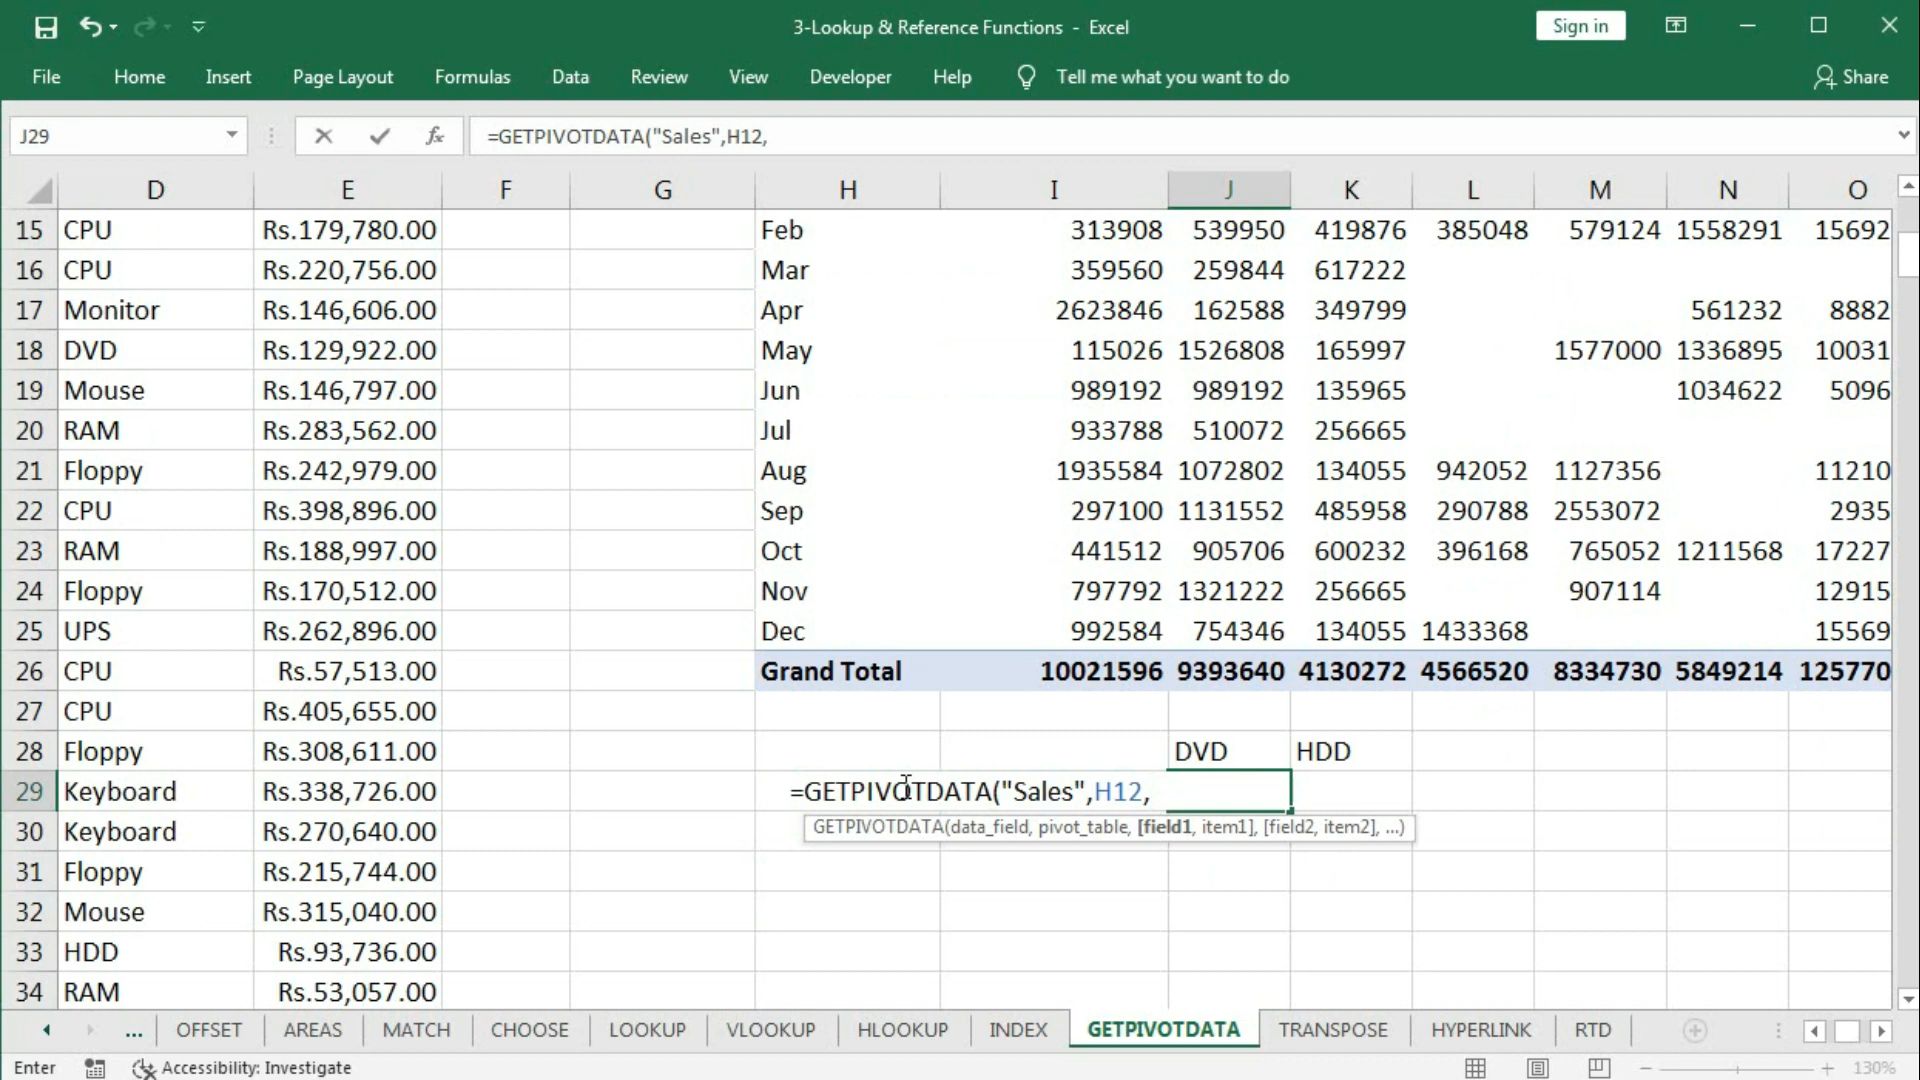 3-Lookup & Reference Functions - Excel
Sign in
File Home Insert Page Layout Formulas Data Review View Developer Help Tell me what you want to do Share
J29 fx =GETPIVOTDATA("Sales",H12,
D E F G H I J K L M N O
15 CPU Rs.179,780.00 Feb 313908 539950 419876 385048 579124 1558291 15692
16 CPU Rs.220,756.00 Mar 359560 259844 617222
17 Monitor Rs.146,606.00 Apr 2623846 162588 349799 561232 8882
18 DVD Rs.129,922.00 May 115026 1526808 165997 1577000 1336895 10031
19 Mouse Rs.146,797.00 Jun 989192 989192 135965 1034622 5096
20 RAM Rs.283,562.00 Jul 933788 510072 256665
21 Floppy Rs.242,979.00 Aug 1935584 1072802 134055 942052 1127356 11210
22 CPU Rs.398,896.00 Sep 297100 1131552 485958 290788 2553072 2935
23 RAM Rs.188,997.00 Oct 441512 905706 600232 396168 765052 1211568 17227
24 Floppy Rs.170,512.00 Nov 797792 1321222 256665 907114 12915
25 UPS Rs.262,896.00 Dec 992584 754346 134055 1433368 15569
26 CPU Rs.57,513.00 Grand Total 10021596 9393640 4130272 4566520 8334730 5849214 125770
27 CPU Rs.405,655.00
28 Floppy Rs.308,611.00 DVD HDD
29 Keyboard Rs.338,726.00 =GETPIVOTDATA("Sales",H12,
GETPIVOTDATA(data_field, pivot_table, [field1, item1], [field2, item2], ...)
30 Keyboard Rs.270,640.00
31 Floppy Rs.215,744.00
32 Mouse Rs.315,040.00
33 HDD Rs.93,736.00
34 RAM Rs.53,057.00
... OFFSET AREAS MATCH CHOOSE LOOKUP VLOOKUP HLOOKUP INDEX GETPIVOTDATA TRANSPOSE HYPERLINK RTD
Enter Accessibility: Investigate 130%